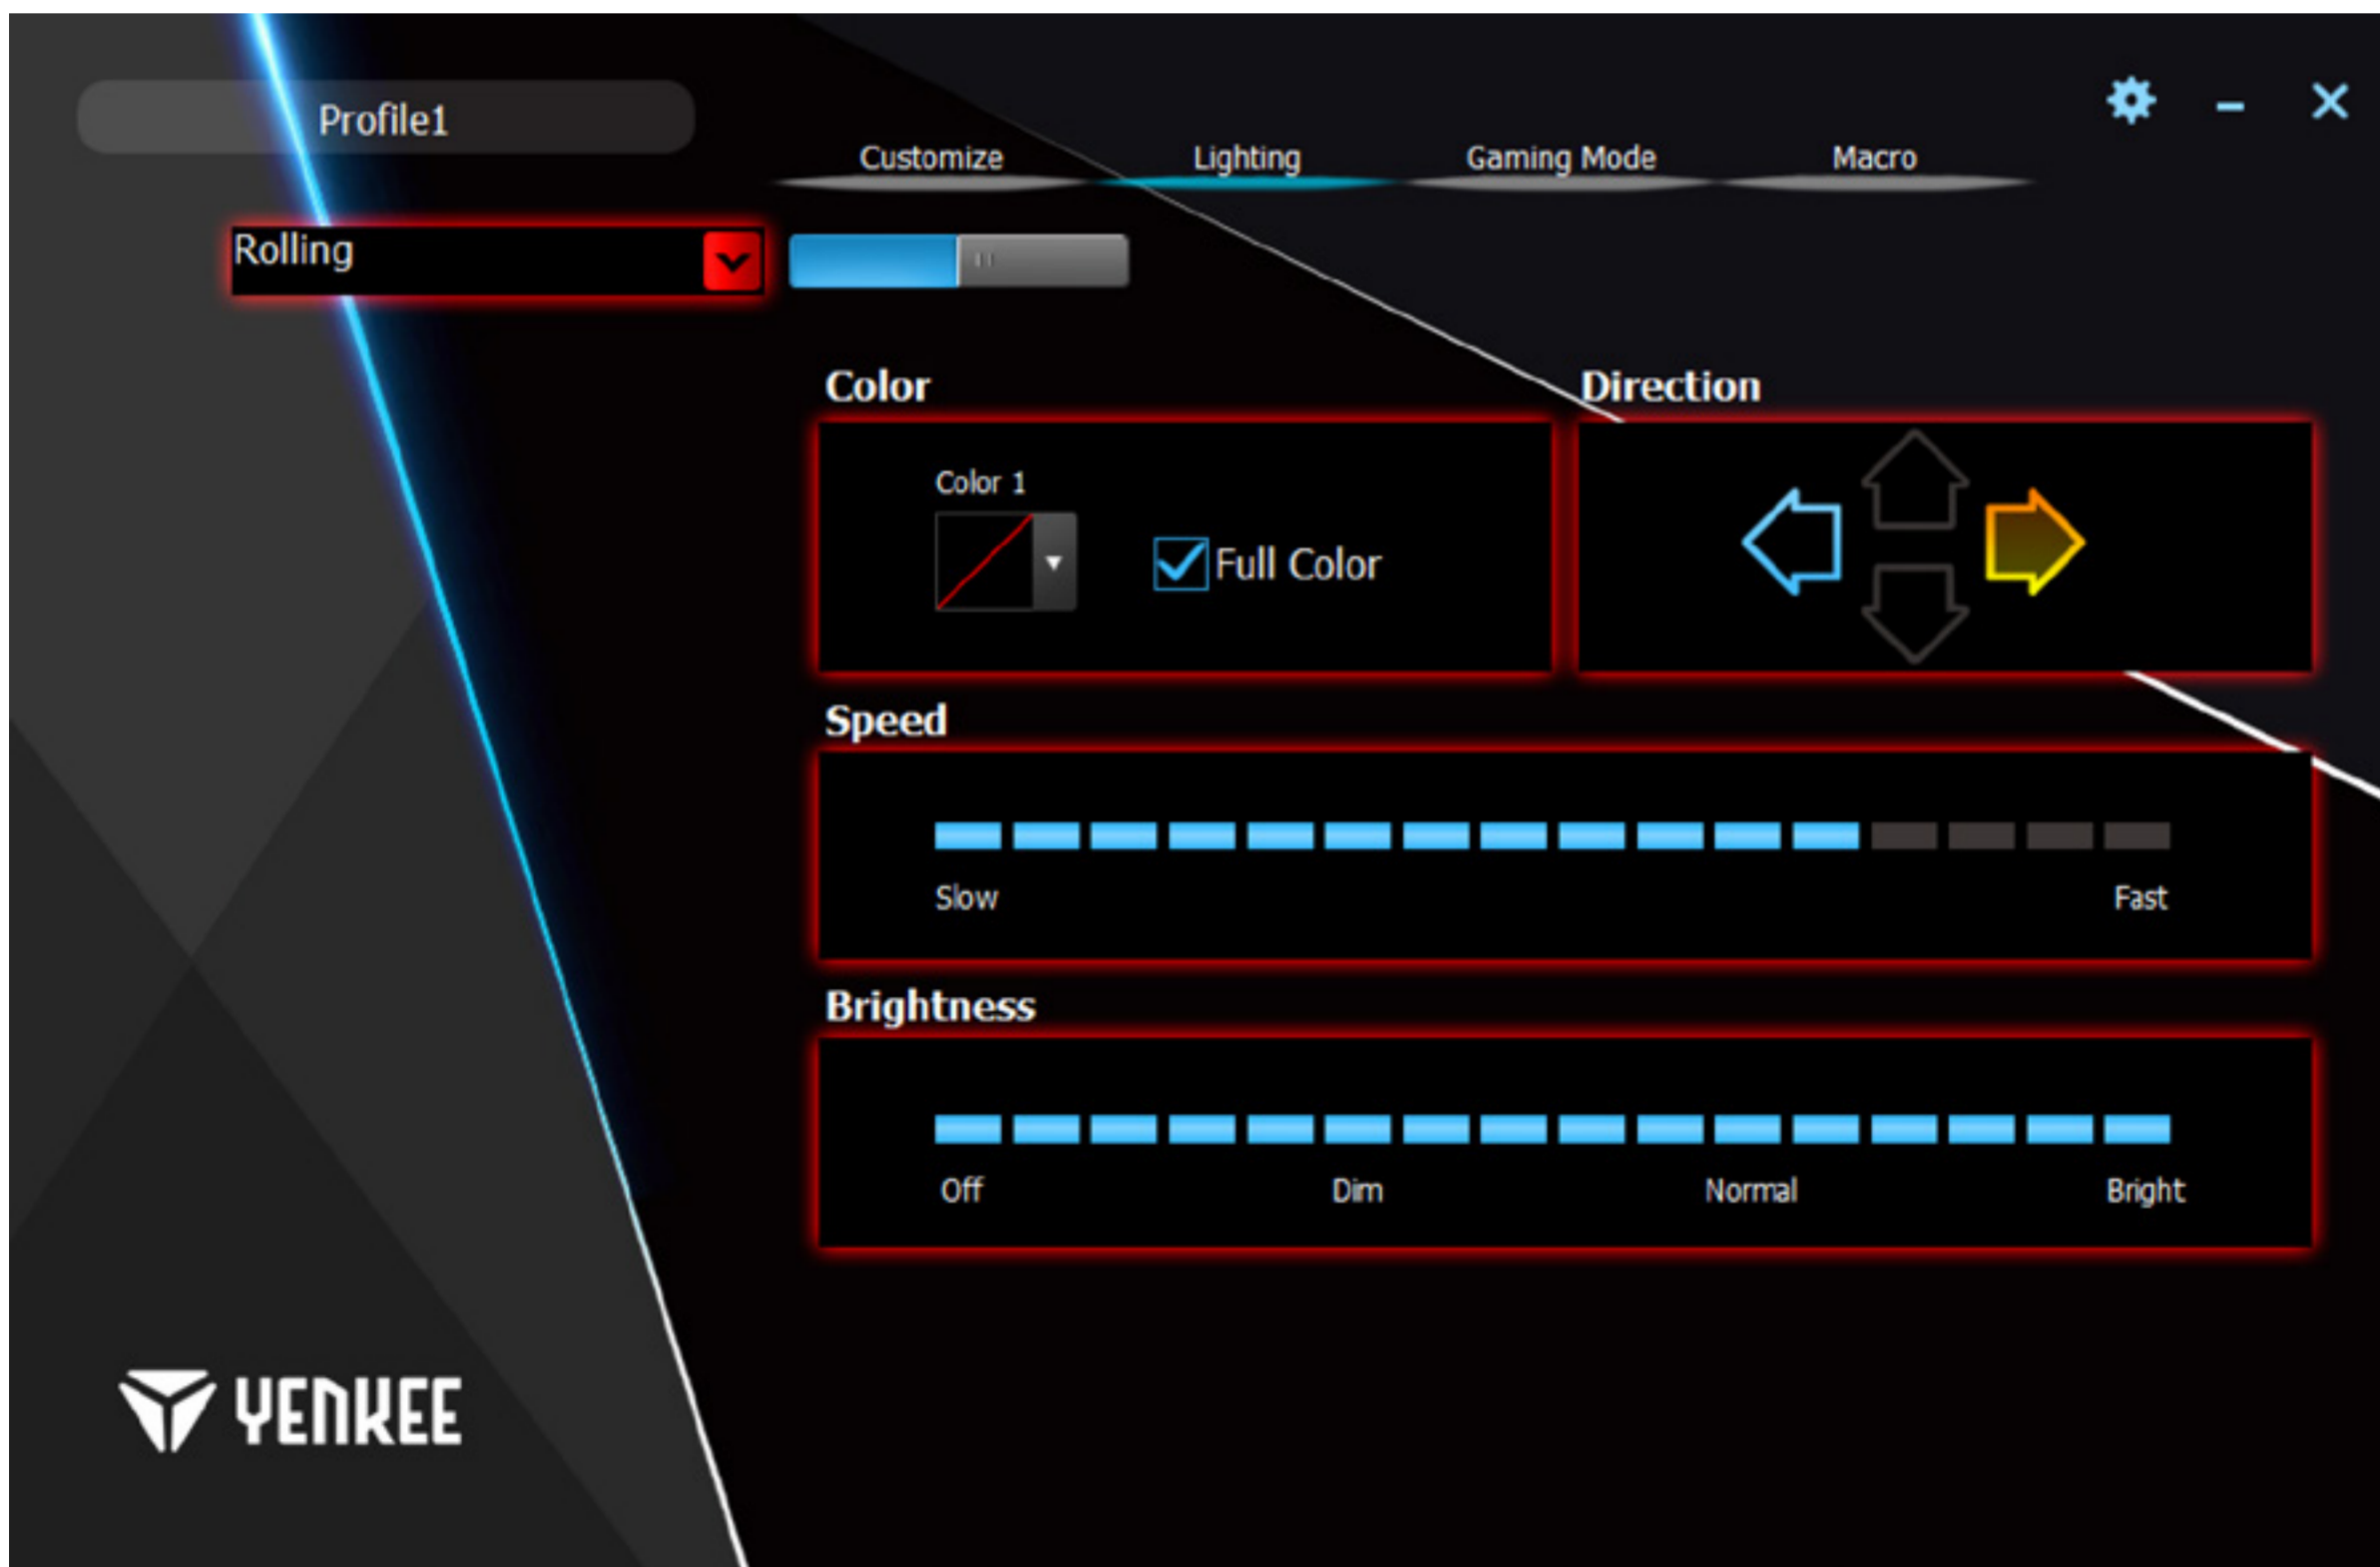 Profile1
Customize Lighting Gaming Mode Macro
Rolling
Color
Direction
Color 1
Full Color
Speed
Slow Fast
Brightness
Off Dim Normal Bright
YENKEE